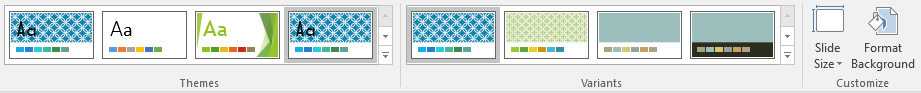 Aa
Aa
Aa
Aa
Slide
Size
Format
Background
Themes
Variants
Customize